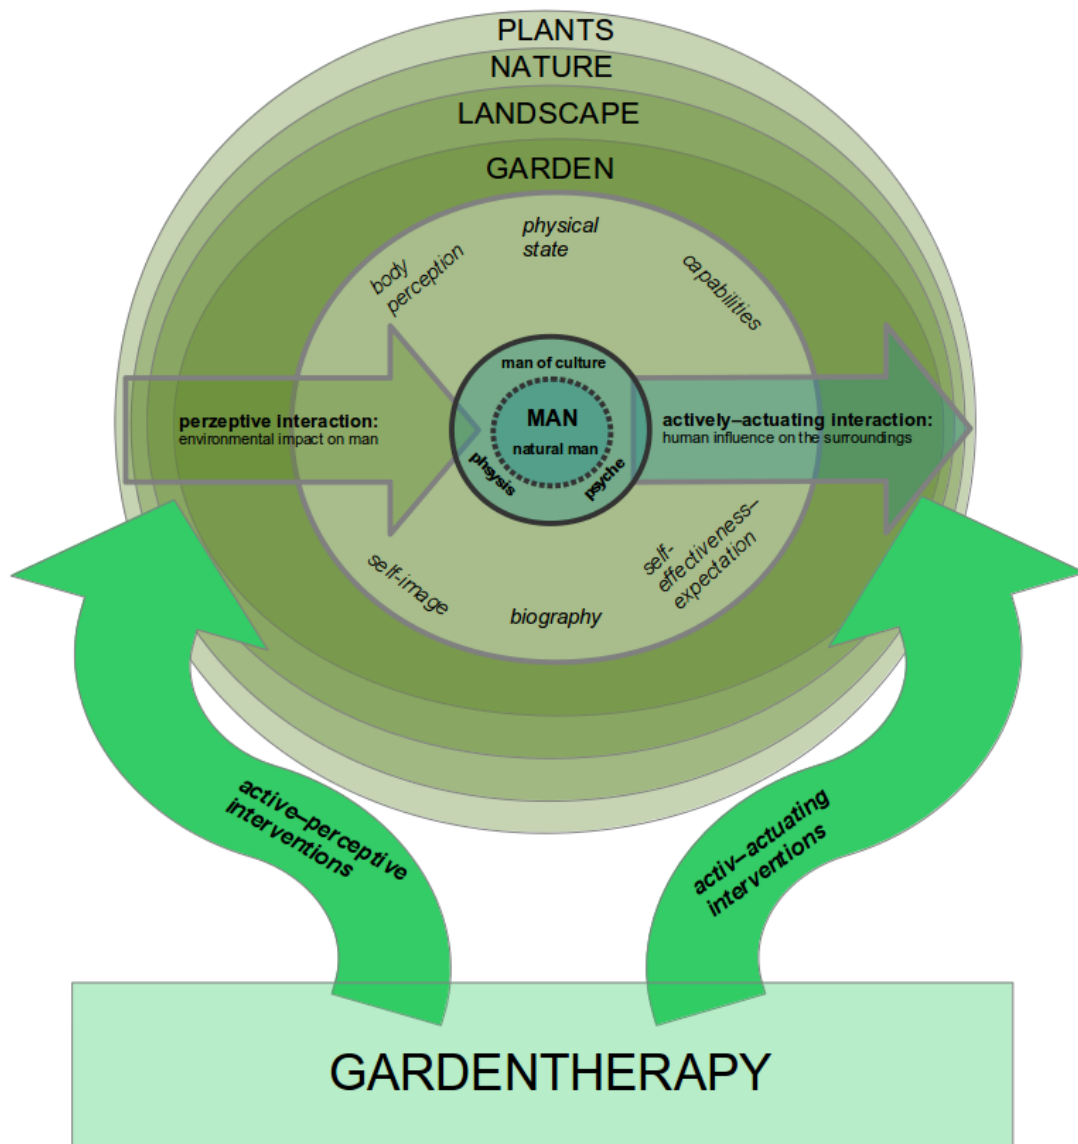 PLANTS
NATURE
LANDSCAPE
GARDEN
physical
state
body
perception
capabilities
man of culture
MAN
natural man
phsysis
psyche
perzeptive interaction:
environmental impact on man
actively–actuating interaction:
human influence on the surroundings
self-image
biography
self-
effectiveness–
expectation
active–perceptive
interventions
activ–actuating
interventions
GARDENTHERAPY